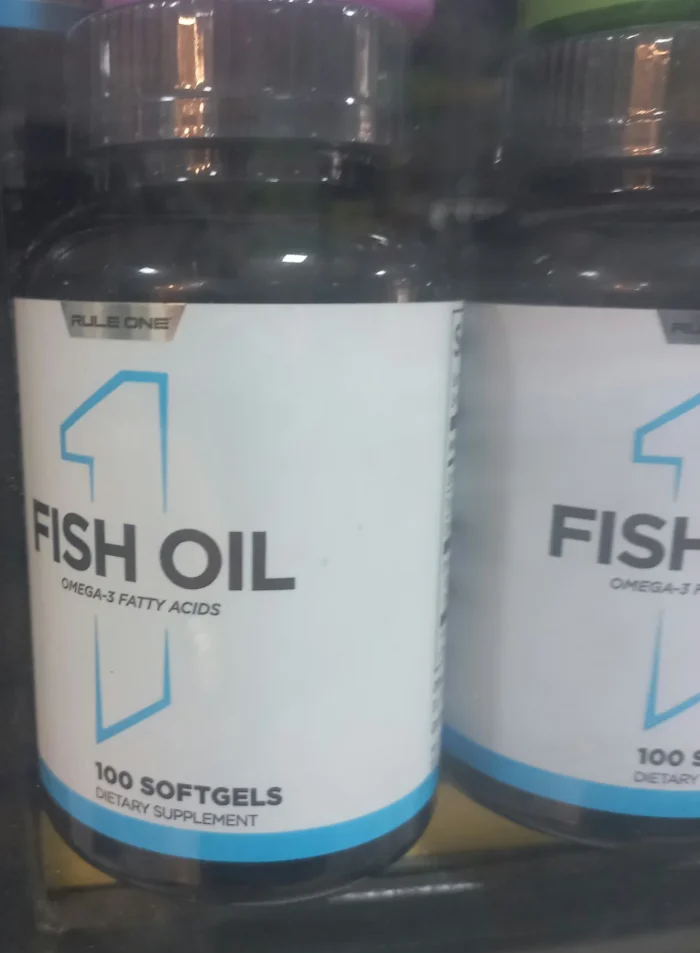 RULE ONE
FISH OIL
OMEGA-3 FATTY ACIDS
100 SOFTGELS
DIETARY SUPPLEMENT
FISH
OMEGA-3
100
DIETARY